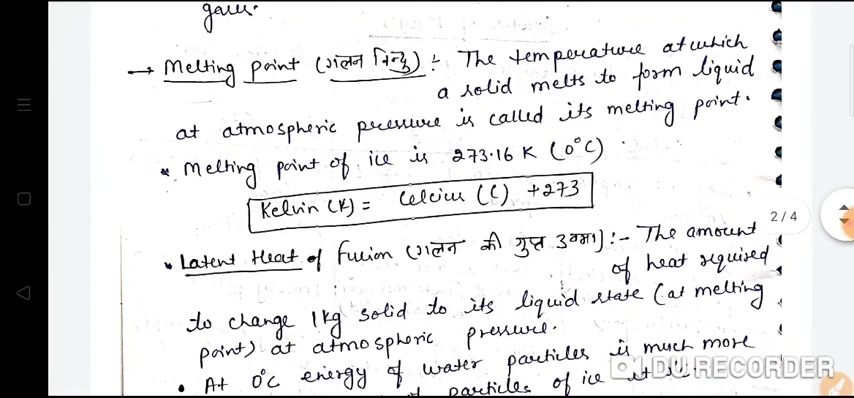 gases.
→ Melting point (गलन बिन्दु) :- The temperature at which
a solid melts to form liquid
at atmospheric pressure is called its melting point.
* Melting point of ice is 273.16 K (0°C)
Kelvin (K) = Celcius (C) +273
2/4
• Latent Heat of Fusion (गलन की गुप्त उष्मा) :- The amount
of heat required
to change 1kg solid to its liquid state (at melting
point) at atmospheric pressure.
• At 0°C energy of water particles is much more
DU RECORDER
particles of ice